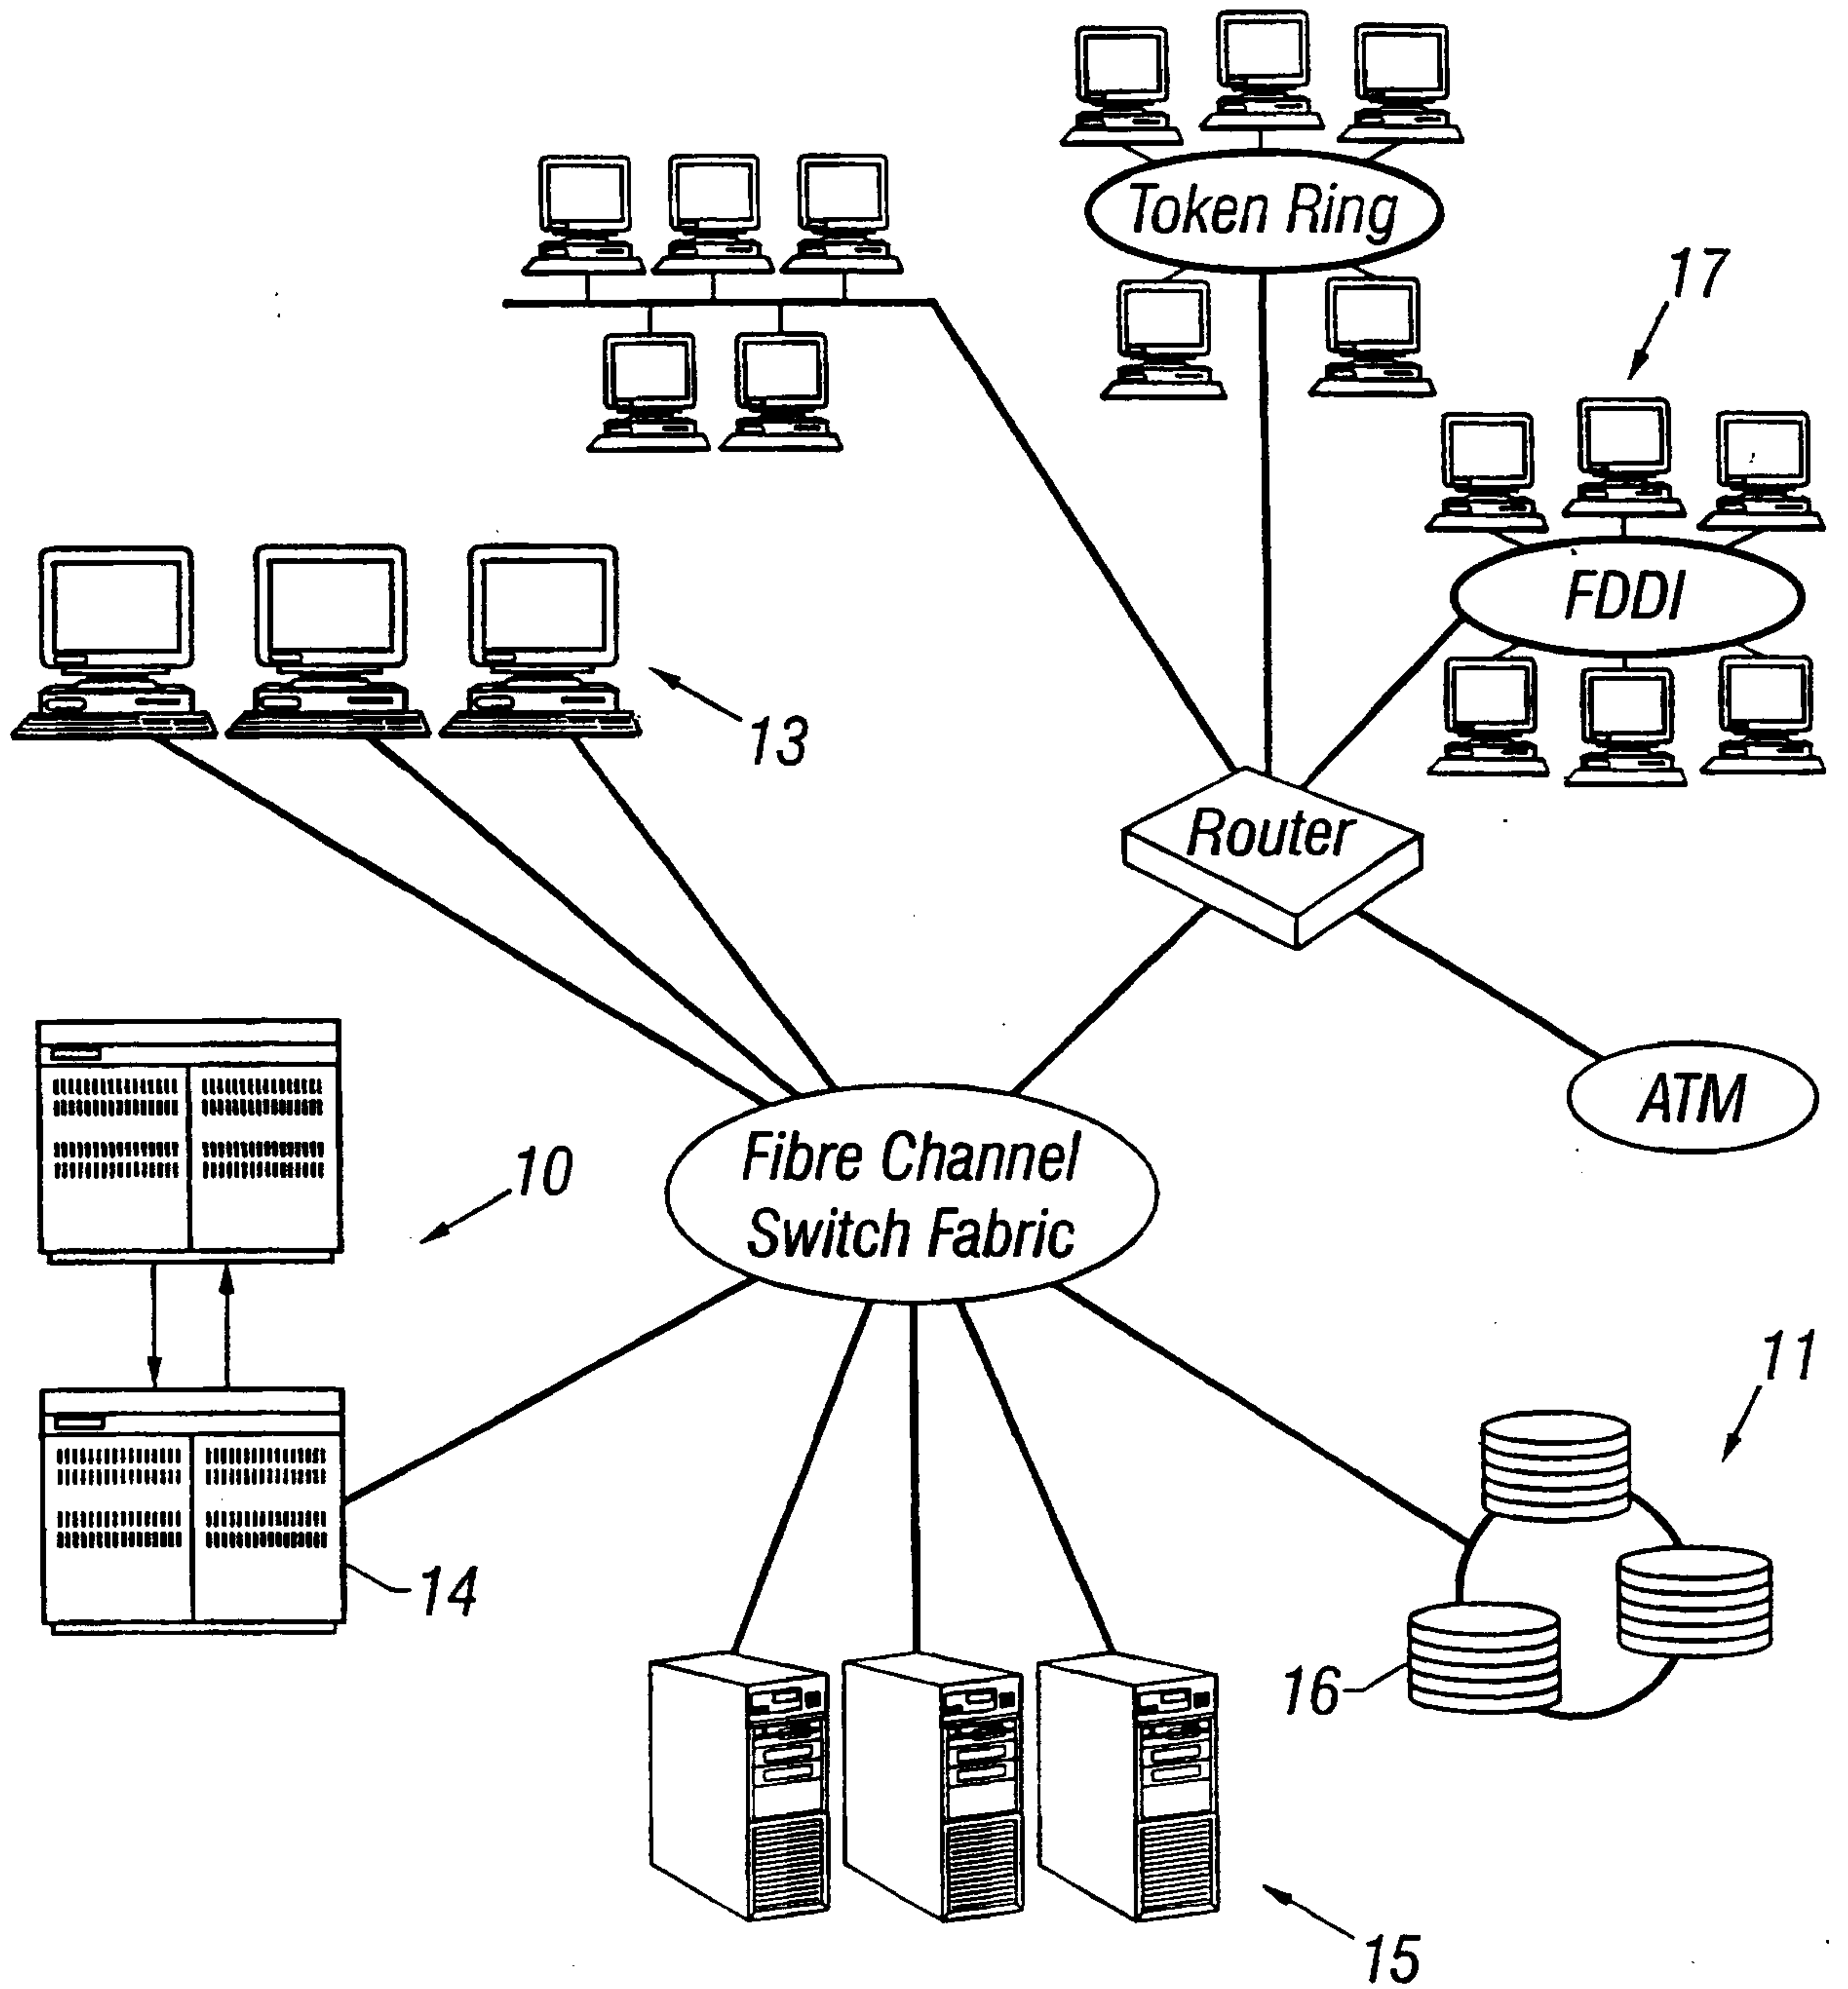 Token Ring
17
FDDI
13
Router
ATM
Fibre Channel
Switch Fabric
10
11
14
16
15